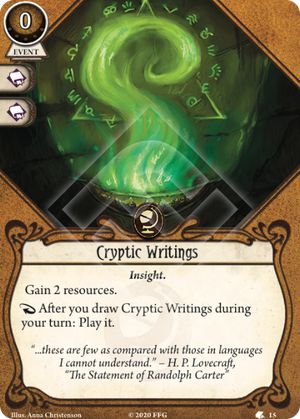 0
EVENT
Cryptic Writings
Insight.
Gain 2 resources.
After you draw Cryptic Writings during
your turn: Play it.
"...these are few as compared with those in languages
I cannot understand." – H. P. Lovecraft,
"The Statement of Randolph Carter"
Illus. Anna Christenson
© 2020 FFG
15